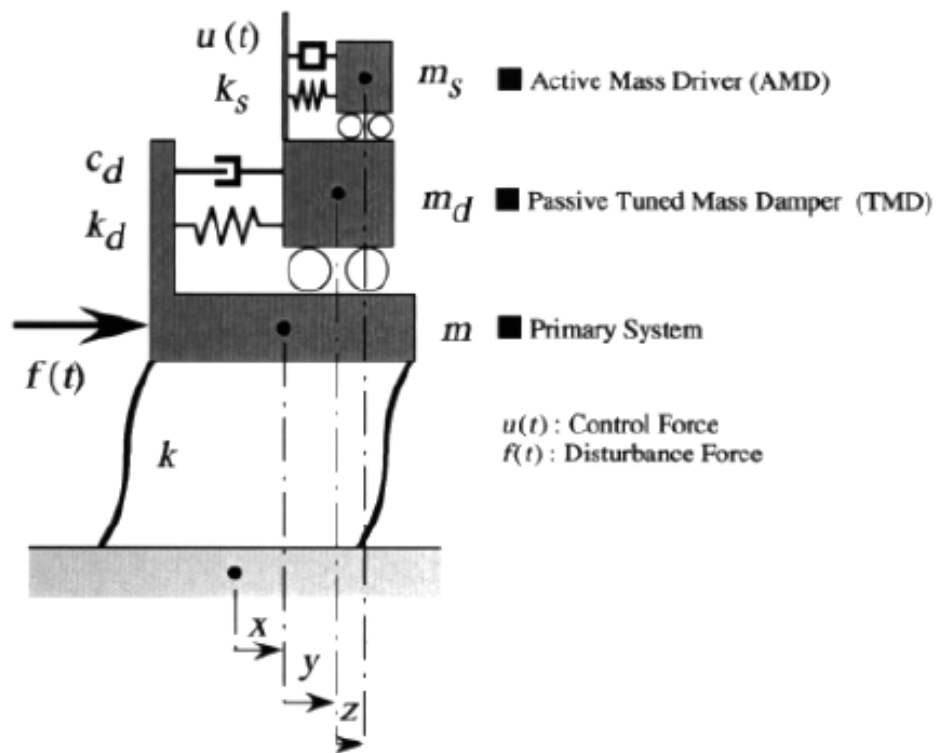 u(t)
k_s
m_s ■ Active Mass Driver (AMD)
c_d
k_d
m_d ■ Passive Tuned Mass Damper (TMD)
m ■ Primary System
f(t)
k
u(t) : Control Force
f(t) : Disturbance Force
x
y
z